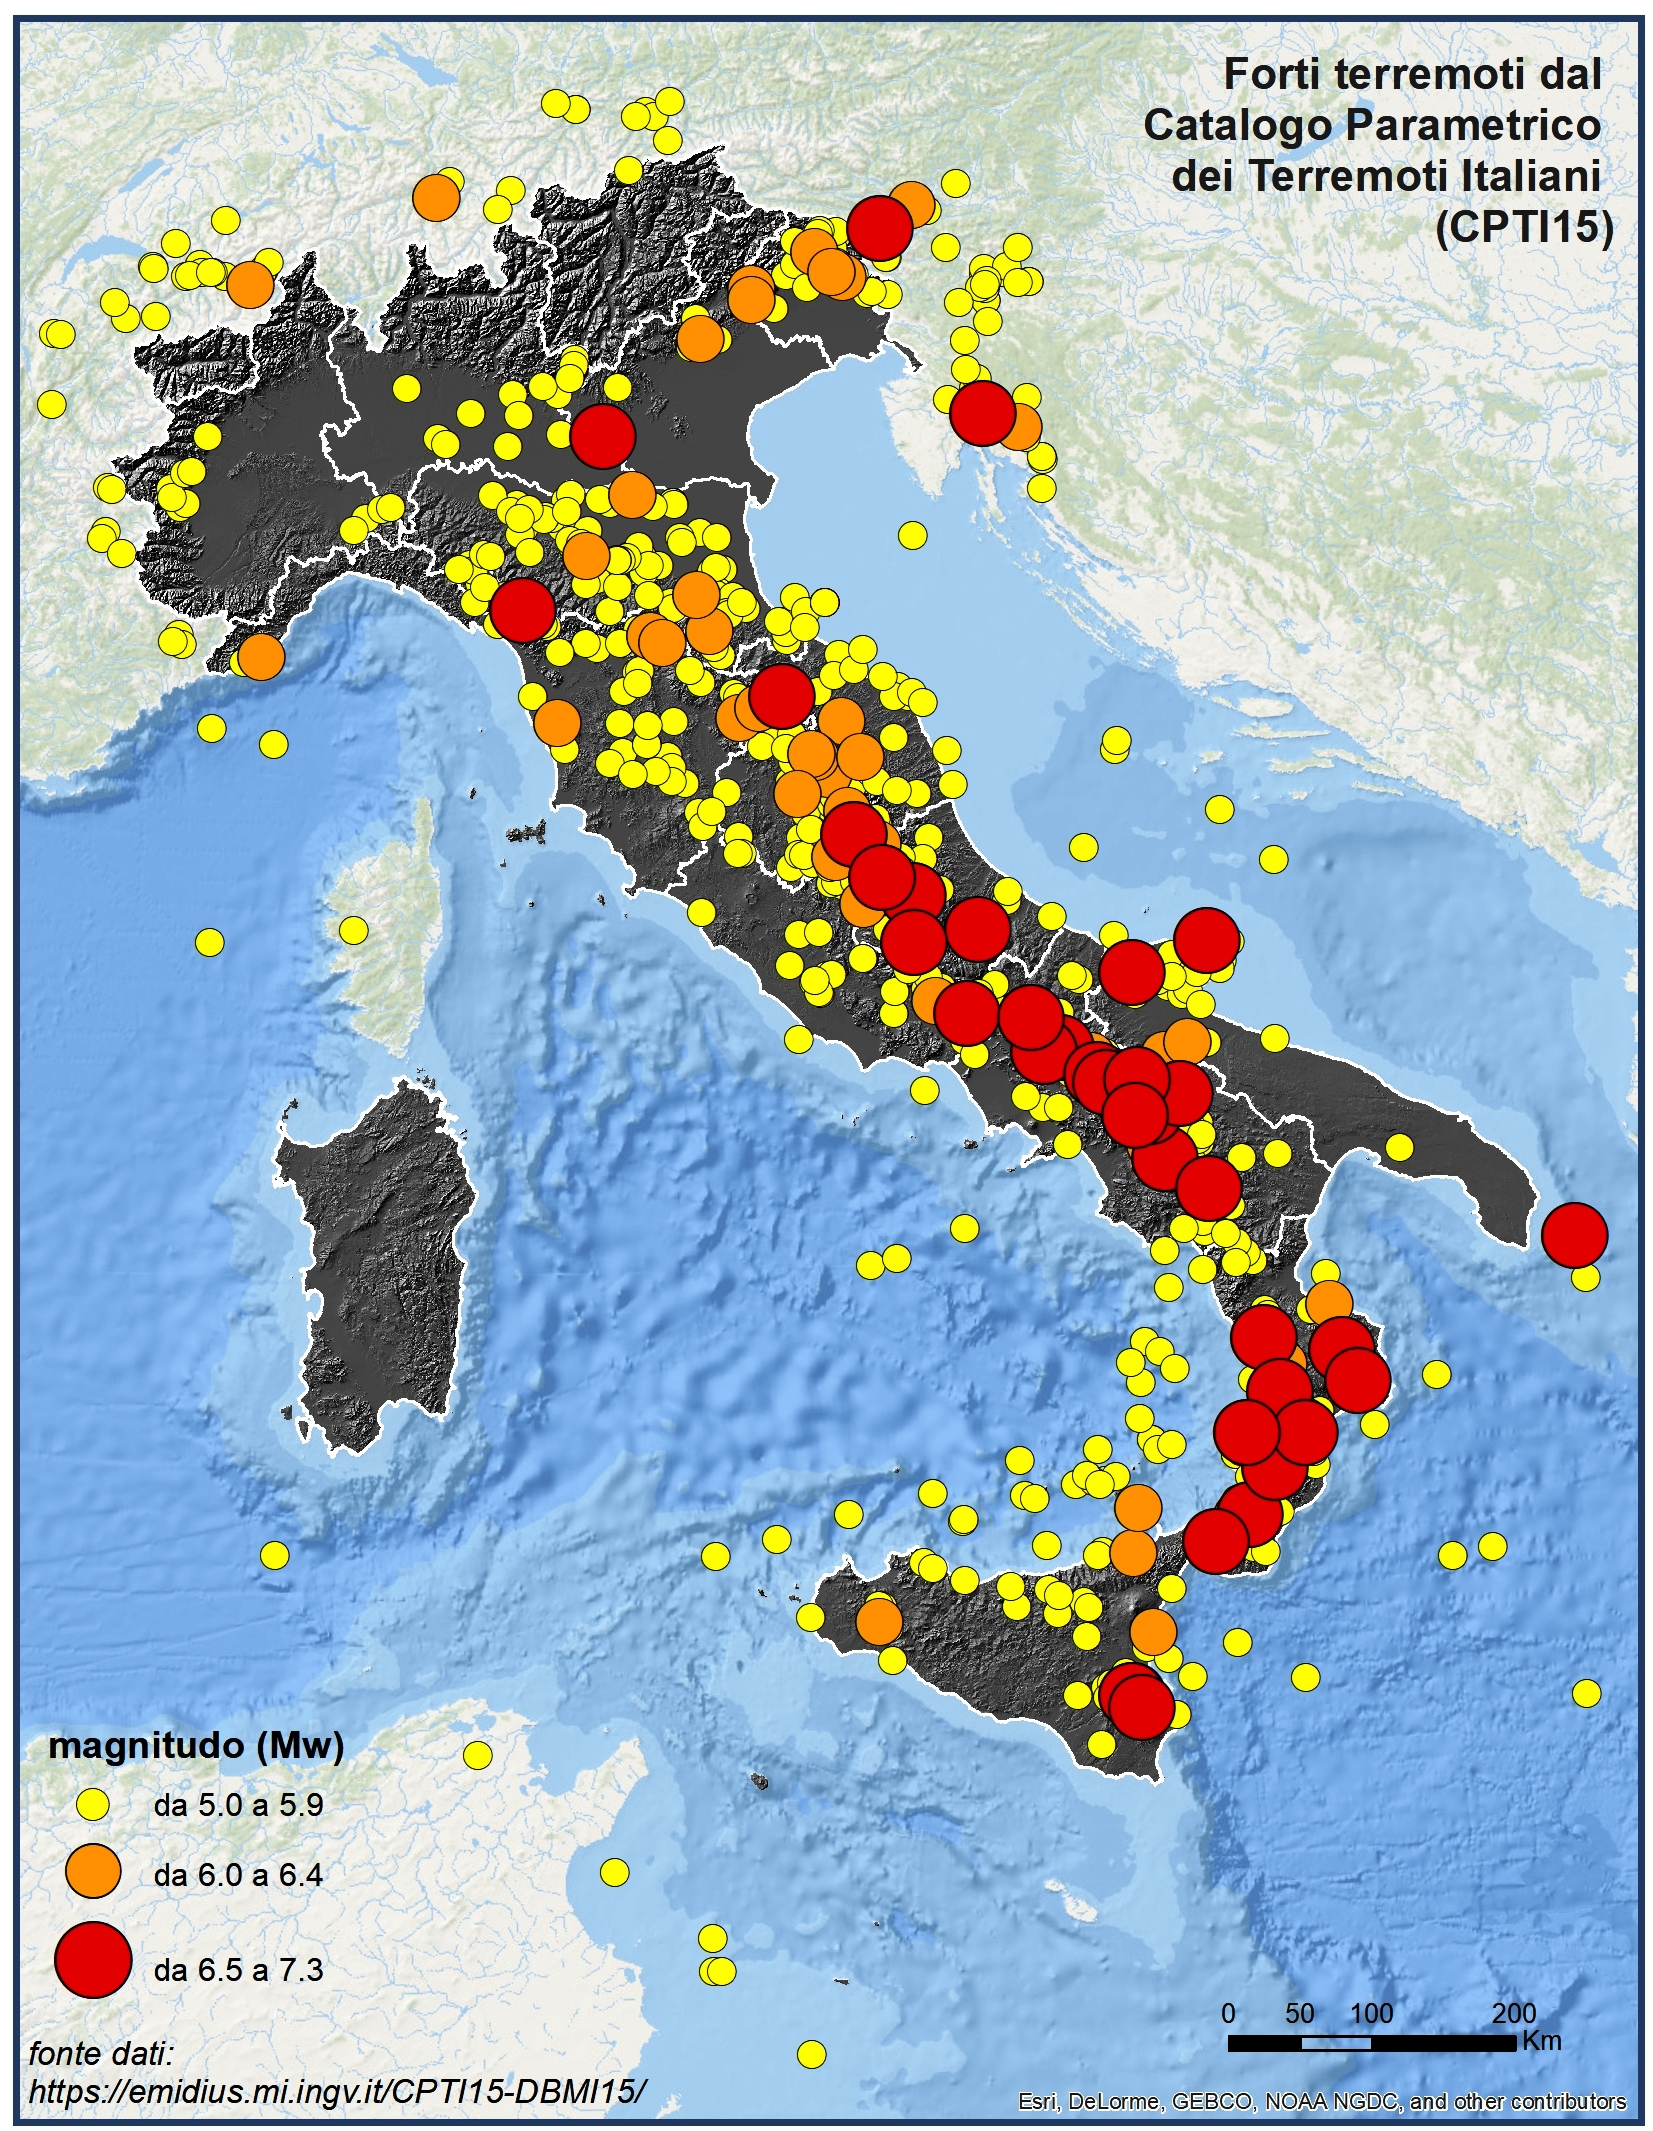 Forti terremoti dal
Catalogo Parametrico
dei Terremoti Italiani
(CPTI15)
magnitudo (Mw)
da 5.0 a 5.9
da 6.0 a 6.4
da 6.5 a 7.3
0 50 100 200
Km
fonte dati:
https://emidius.mi.ingv.it/CPTI15-DBMI15/
Esri, DeLorme, GEBCO, NOAA NGDC, and other contributors